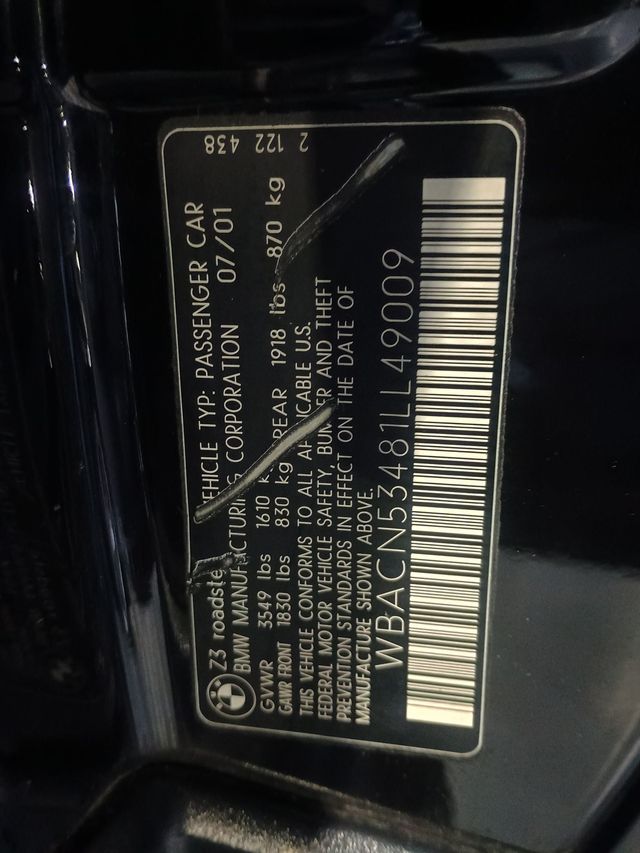 Z3 roadster VEHICLE TYP: PASSENGER CAR
BMW MANUFACTURING CORPORATION 07/01
GVWR 3549 lbs 1610 kg
GAWR FRONT 1830 lbs 830 kg REAR 1918 lbs 870 kg
THIS VEHICLE CONFORMS TO ALL APPLICABLE U.S.
FEDERAL MOTOR VEHICLE SAFETY, BUMPER AND THEFT
PREVENTION STANDARDS IN EFFECT ON THE DATE OF
MANUFACTURE SHOWN ABOVE.
WBACN53481LL49009
2 122 438